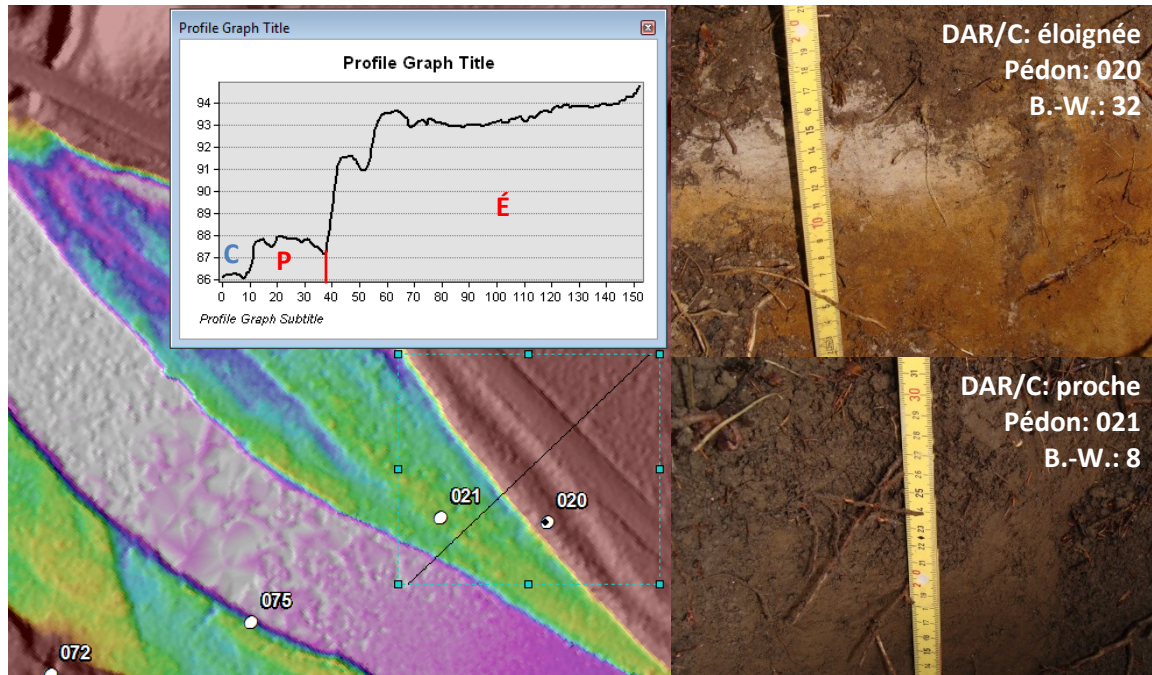 Profile Graph Title
Profile Graph Title
94
93
92
91
90
89
88
87
86
C
P
É
0 10 20 30 40 50 60 70 80 90 100 110 120 130 140 150
Profile Graph Subtitle
021
020
075
072
DAR/C: éloignée
Pédon: 020
B.-W.: 32
DAR/C: proche
Pédon: 021
B.-W.: 8